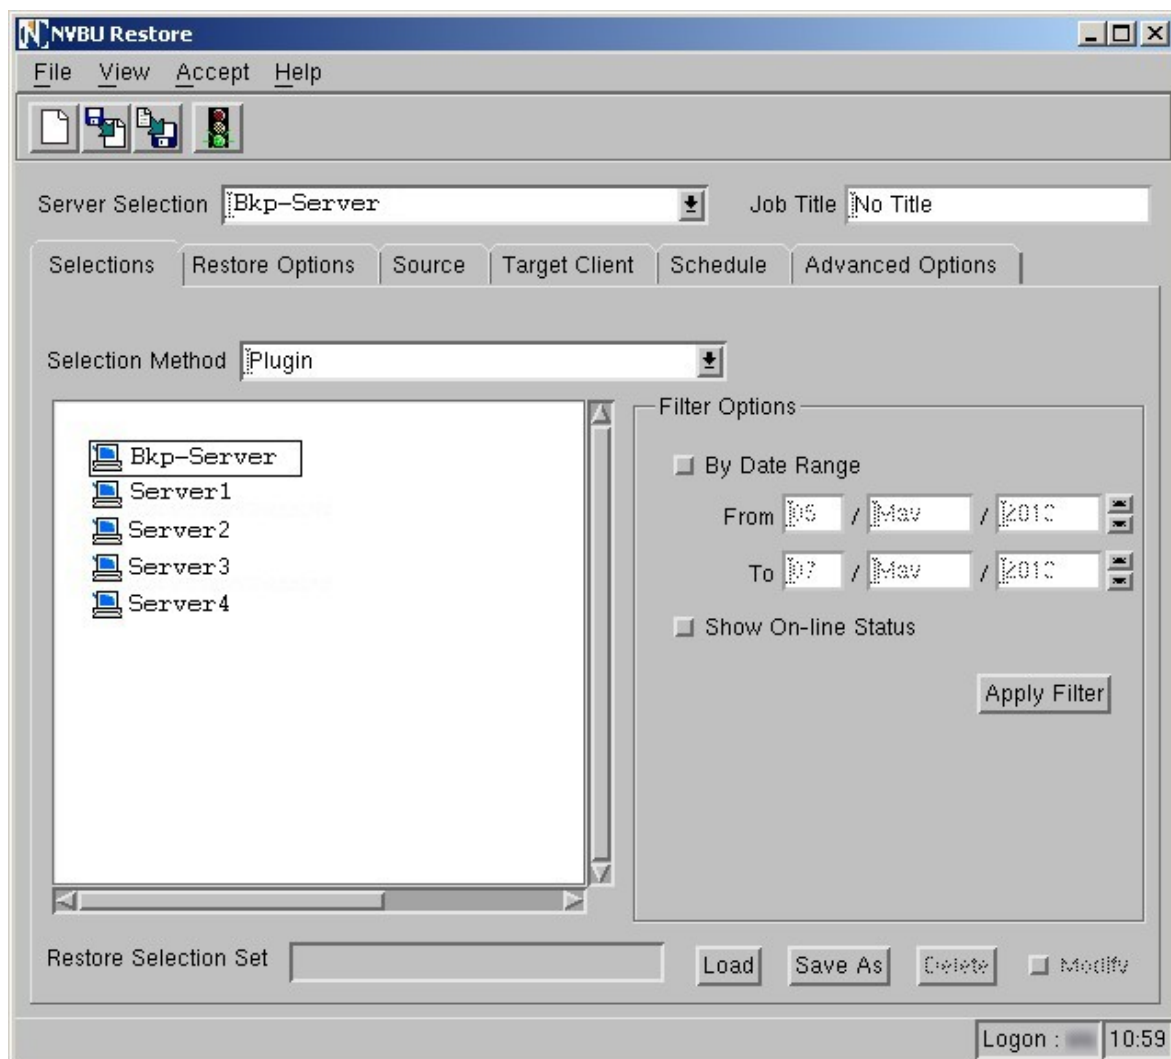 NVBU Restore
File View Accept Help
Server Selection Bkp-Server Job Title No Title
Selections Restore Options Source Target Client Schedule Advanced Options
Selection Method Plugin
Filter Options
Bkp-Server
Server1
Server2
Server3
Server4
By Date Range
From / May /
To 07 / May /
Show On-line Status
Apply Filter
Restore Selection Set Load Save As Delete Modify
Logon : 10:59